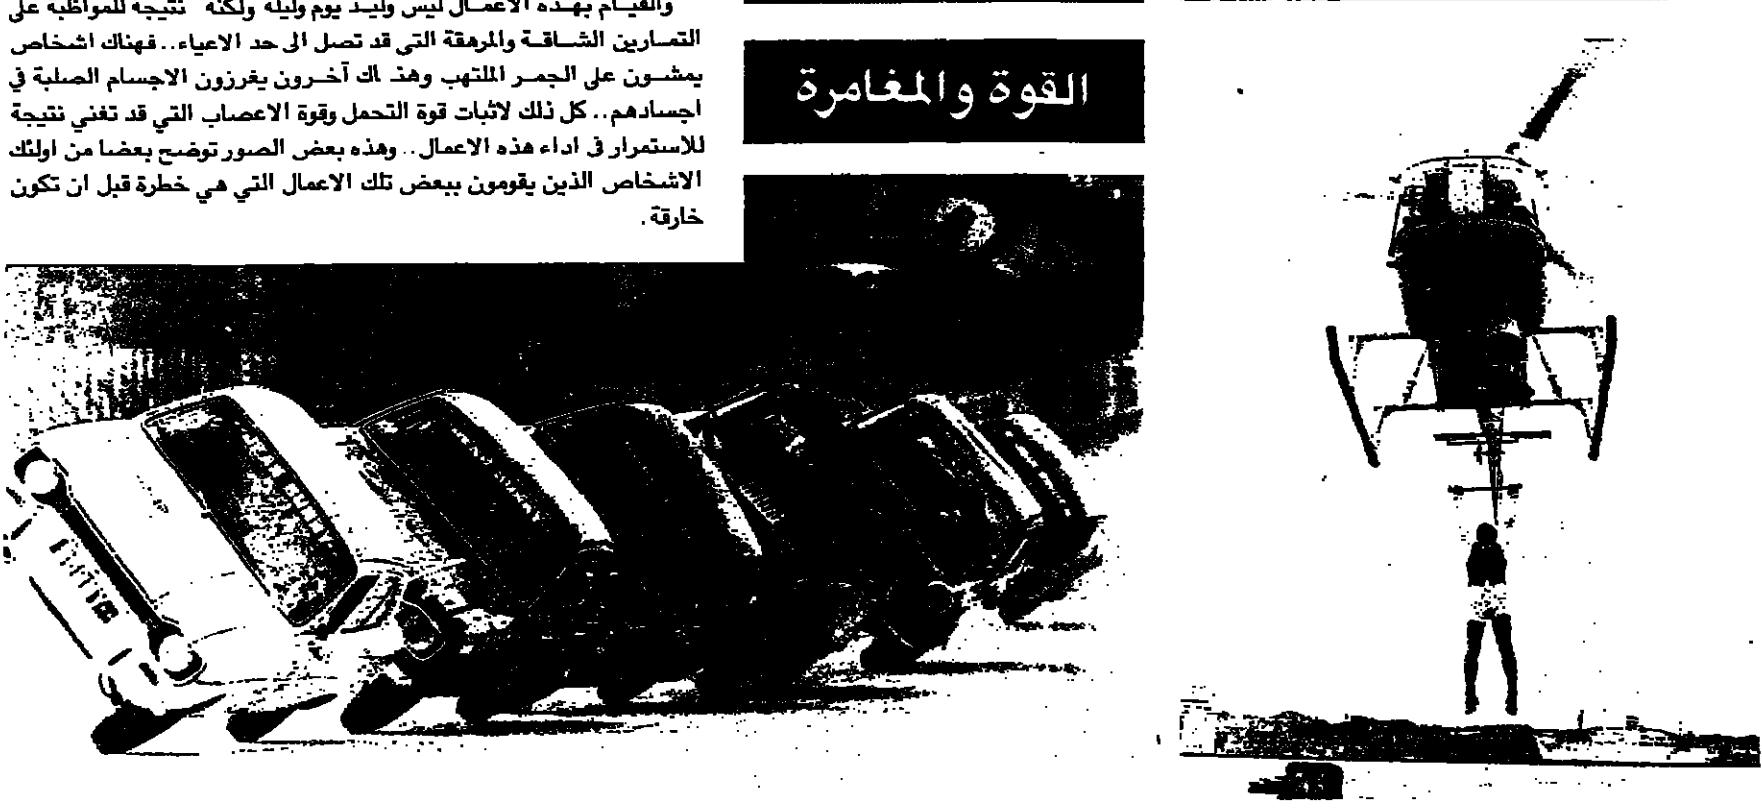 القوة والمغامرة
والقيام بهذه الاعمال ليس وليد يوم وليلة ولكنه نتيجة للمواظبة على
التمارين الشاقة والمرهقة التي قد تصل الى حد الاعياء.. فهناك اشخاص
يمشون على الجمر الملتهب وهناك آخرون يغرزون الاجسام الصلبة في
اجسادهم.. كل ذلك لاثبات قوة التحمل وقوة الاعصاب التي قد تغني نتيجة
للاستمرار في اداء هذه الاعمال.. وهذه بعض الصور توضح بعضا من اولئك
الاشخاص الذين يقومون ببعض تلك الاعمال التي هي خطرة قبل ان تكون
خارقة.